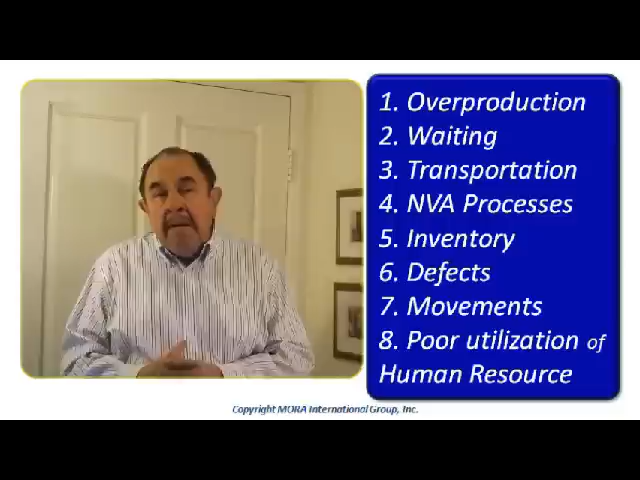 1. Overproduction
2. Waiting
3. Transportation
4. NVA Processes
5. Inventory
6. Defects
7. Movements
8. Poor utilization of
Human Resource
Copyright MORA International Group, Inc.